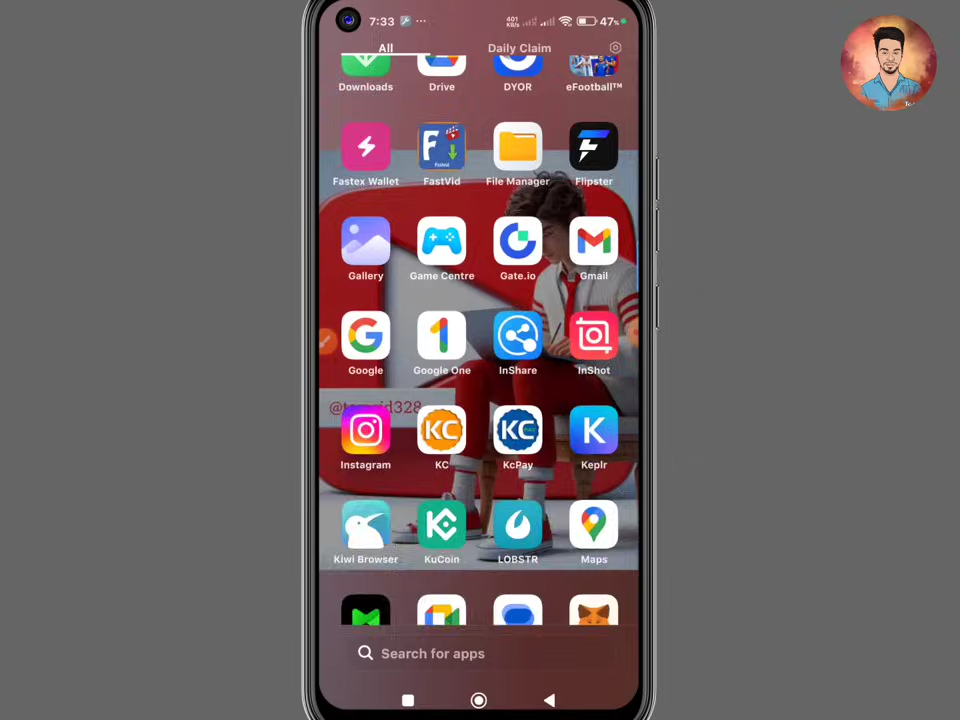 7:33 ... 401 KB/s 47%
All Daily Claim
Downloads Drive DYOR eFootball™
Fastex Wallet FastVid File Manager Flipster
Gallery Game Centre Gate.io Gmail
Google Google One InShare InShot
Instagram KC KcPay Keplr
Kiwi Browser KuCoin LOBSTR Maps
Search for apps